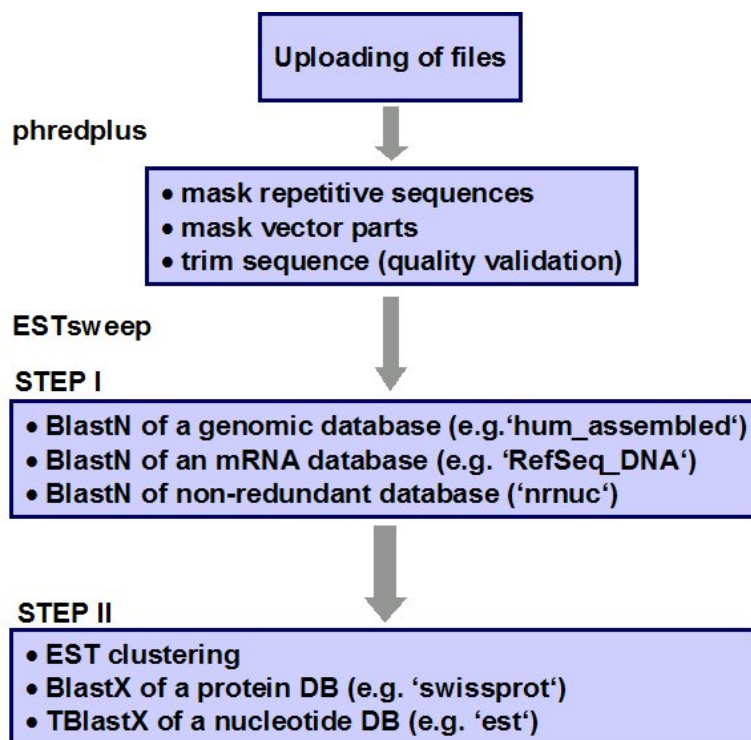 Uploading of files
phredplus
• mask repetitive sequences
• mask vector parts
• trim sequence (quality validation)
ESTsweep
STEP I
• BlastN of a genomic database (e.g.‘hum_assembled‘)
• BlastN of an mRNA database (e.g. ‘RefSeq_DNA‘)
• BlastN of non-redundant database (‘nrnuc‘)
STEP II
• EST clustering
• BlastX of a protein DB (e.g. ‘swissprot‘)
• TBlastX of a nucleotide DB (e.g. ‘est‘)